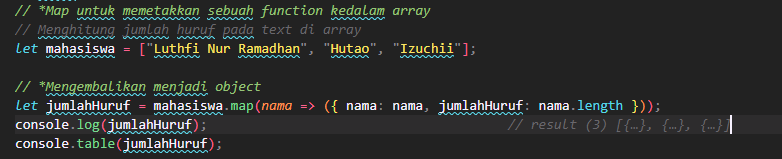 // *Map untuk memetakkan sebuah function kedalam array
// Menghitung jumlah huruf pada text di array
let mahasiswa = ["Luthfi Nur Ramadhan", "Hutao", "Izuchii"];
// *Mengembalikan menjadi object
let jumlahHuruf = mahasiswa.map(nama => ({ nama: nama, jumlahHuruf: nama.length }));
console.log(jumlahHuruf); // result (3) [{…}, {…}, {…}]
console.table(jumlahHuruf);